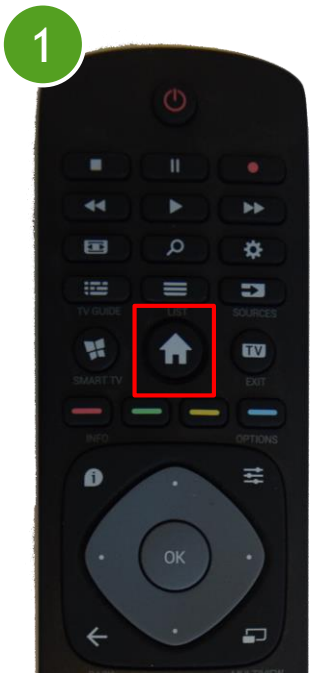 1
TV GUIDE
LIST
SOURCES
TV
SMART TV
EXIT
INFO
OPTIONS
i
OK